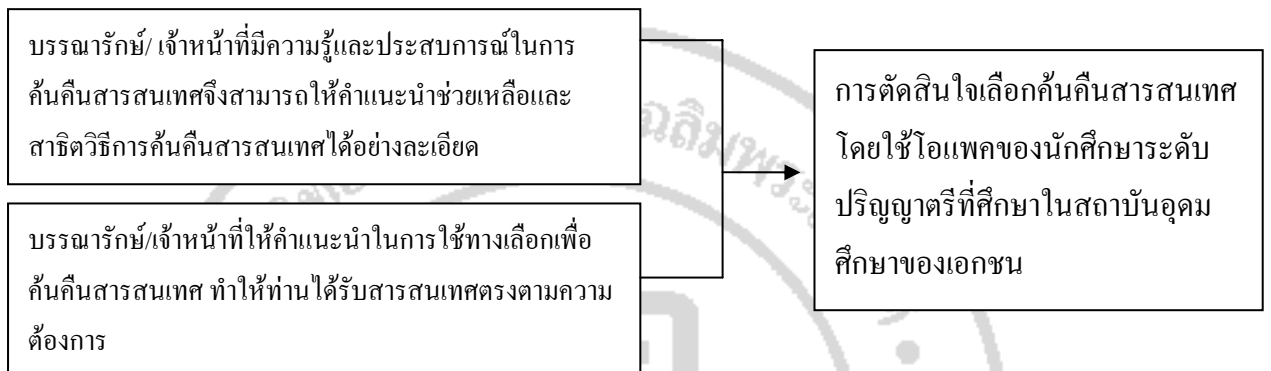 บรรณารักษ์/ เจ้าหน้าที่มีความรู้และประสบการณ์ในการ
ค้นคืนสารสนเทศจึงสามารถให้คำแนะนำช่วยเหลือและ
สาธิตวิธีการค้นคืนสารสนเทศได้อย่างละเอียด
บรรณารักษ์/เจ้าหน้าที่ให้คำแนะนำในการใช้ทางเลือกเพื่อ
ค้นคืนสารสนเทศ ทำให้ท่านได้รับสารสนเทศตรงตามความ
ต้องการ
การตัดสินใจเลือกค้นคืนสารสนเทศ
โดยใช้โอแพคของนักศึกษาระดับ
ปริญญาตรีที่ศึกษาในสถาบันอุดม
ศึกษาของเอกชน